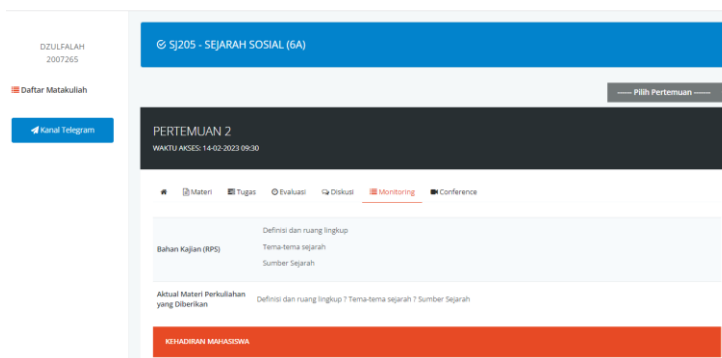 DZULFALAH
2007265
Daftar Matakuliah
Kanal Telegram
SJ205 - SEJARAH SOSIAL (6A)
------ Pilih Pertemuan ------
PERTEMUAN 2
WAKTU AKSES: 14-02-2023 09:30
Materi Tugas Evaluasi Diskusi Monitoring Conference
Bahan Kajian (RPS)
Definisi dan ruang lingkup
Tema-tema sejarah
Sumber Sejarah
Aktual Materi Perkuliahan
yang Diberikan
Definisi dan ruang lingkup ? Tema-tema sejarah ? Sumber Sejarah
KEHADIRAN MAHASISWA